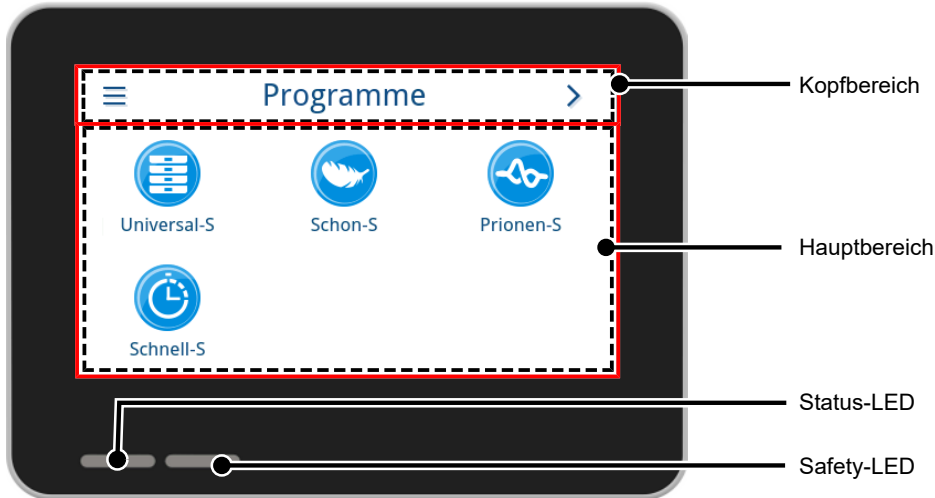 Programme
Kopfbereich
Universal-S
Schon-S
Prionen-S
Hauptbereich
Schnell-S
Status-LED
Safety-LED